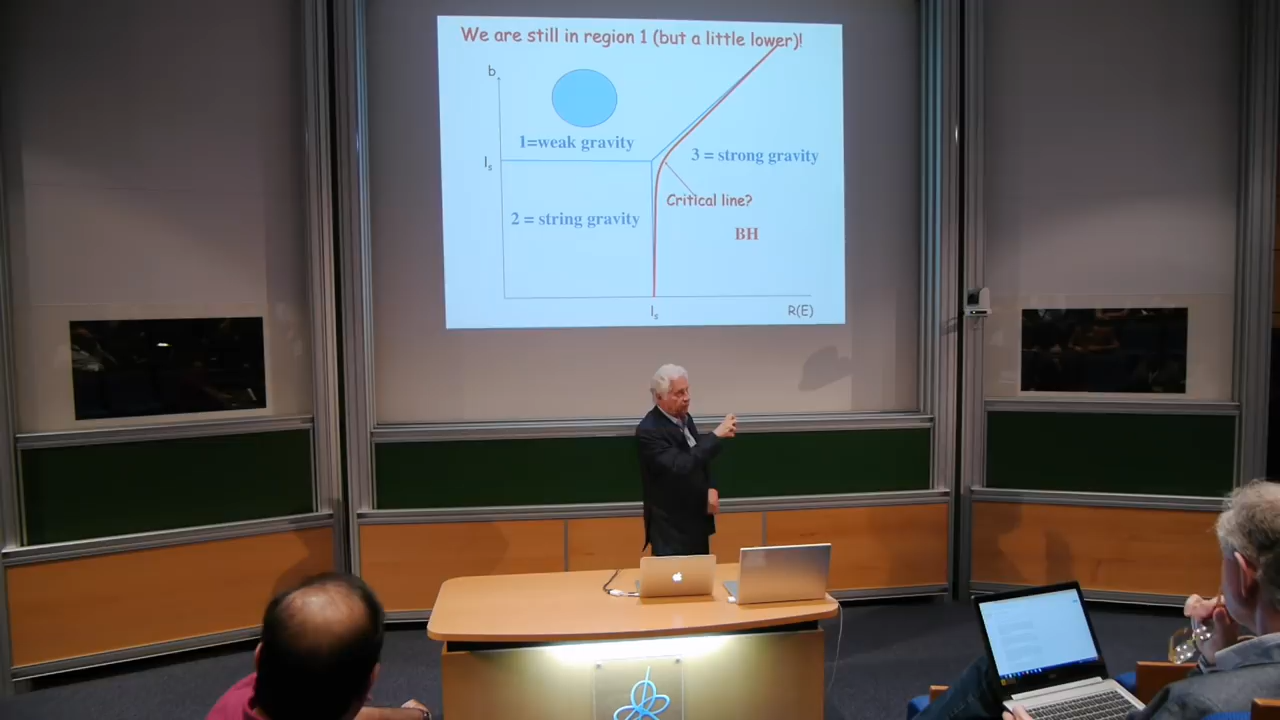 We are still in region 1 (but a little lower)!
b
1=weak gravity
ls
3 = strong gravity
Critical line?
2 = string gravity
BH
ls
R(E)